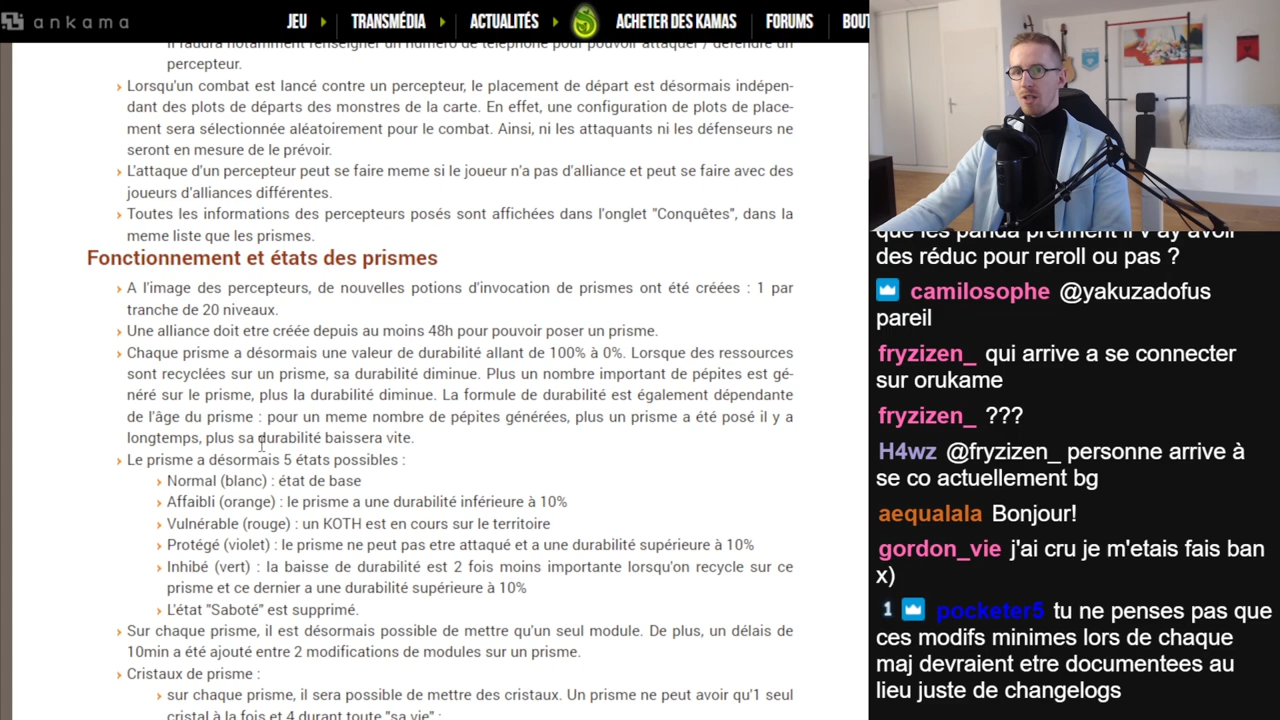 ankama
JEU
TRANSMÉDIA
ACTUALITÉS
ACHETER DES KAMAS
FORUMS
BOUT
Il faudra notamment renseigner un numéro de téléphone pour pouvoir attaquer / défendre un
percepteur.
Lorsqu'un combat est lancé contre un percepteur, le placement de départ est désormais indépen-
dant des plots de départs des monstres de la carte. En effet, une configuration de plots de place-
ment sera sélectionnée aléatoirement pour le combat. Ainsi, ni les attaquants ni les défenseurs ne
seront en mesure de le prévoir.
L'attaque d'un percepteur peut se faire meme si le joueur n'a pas d'alliance et peut se faire avec des
joueurs d'alliances différentes.
Toutes les informations des percepteurs posés sont affichées dans l'onglet "Conquêtes", dans la
meme liste que les prismes.
Fonctionnement et états des prismes
A l'image des percepteurs, de nouvelles potions d'invocation de prismes ont été créées : 1 par
tranche de 20 niveaux.
Une alliance doit etre créée depuis au moins 48h pour pouvoir poser un prisme.
Chaque prisme a désormais une valeur de durabilité allant de 100% à 0%. Lorsque des ressources
sont recyclées sur un prisme, sa durabilité diminue. Plus un nombre important de pépites est gé-
néré sur le prisme, plus la durabilité diminue. La formule de durabilité est également dépendante
de l'âge du prisme : pour un meme nombre de pépites générées, plus un prisme a été posé il y a
longtemps, plus sa durabilité baissera vite.
Le prisme a désormais 5 états possibles :
Normal (blanc) : état de base
Affaibli (orange) : le prisme a une durabilité inférieure à 10%
Vulnérable (rouge) : un KOTH est en cours sur le territoire
Protégé (violet) : le prisme ne peut pas etre attaqué et a une durabilité supérieure à 10%
Inhibé (vert) : la baisse de durabilité est 2 fois moins importante lorsqu'on recycle sur ce
prisme et ce dernier a une durabilité supérieure à 10%
L'état "Saboté" est supprimé.
Sur chaque prisme, il est désormais possible de mettre qu'un seul module. De plus, un délais de
10min a été ajouté entre 2 modifications de modules sur un prisme.
Cristaux de prisme :
sur chaque prisme, il sera possible de mettre des cristaux. Un prisme ne peut avoir qu'1 seul
cristal à la fois et 4 durant toute "sa vie" :
que les panda prennent il v ay avoir
des réduc pour reroll ou pas ?
camilosophe @yakuzadofus
pareil
fryzizen_ qui arrive a se connecter
sur orukame
fryzizen_ ???
H4wz @fryzizen_ personne arrive à
se co actuellement bg
aequalala Bonjour!
gordon_vie j'ai cru je m'etais fais ban
x)
1 pocketer5 tu ne penses pas que
ces modifs minimes lors de chaque
maj devraient etre documentees au
lieu juste de changelogs